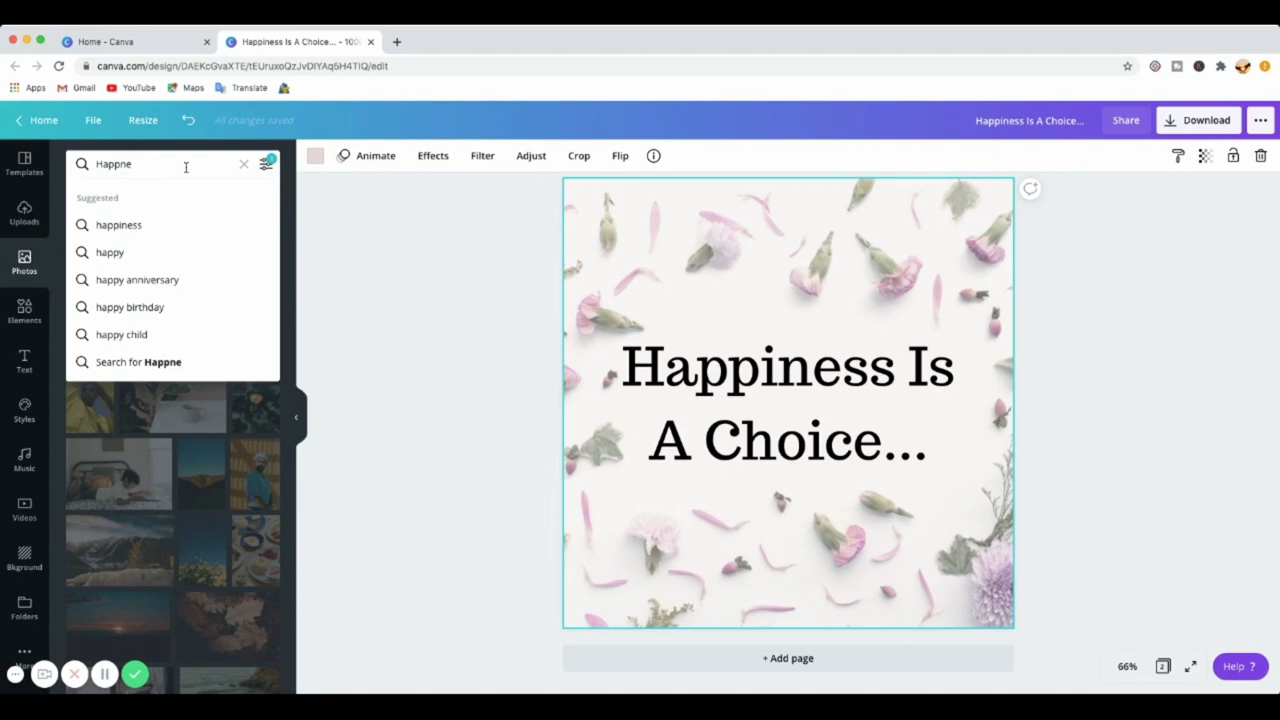 Home - Canva
Happiness Is A Choice... - 100
canva.com/design/DAEKcGvaXTE/tEUruxoQzJvDIYAq5H4TIQ/edit
Apps Gmail YouTube Maps Translate
Home File Resize All changes saved Happiness Is A Choice... Share Download
Happne
Animate Effects Filter Adjust Crop Flip
Templates
Uploads
Photos
Elements
Text
Styles
Music
Videos
Bkground
Folders
More
Suggested
happiness
happy
happy anniversary
happy birthday
happy child
Search for Happne
Happiness Is
A Choice...
+ Add page
66% 2 Help ?